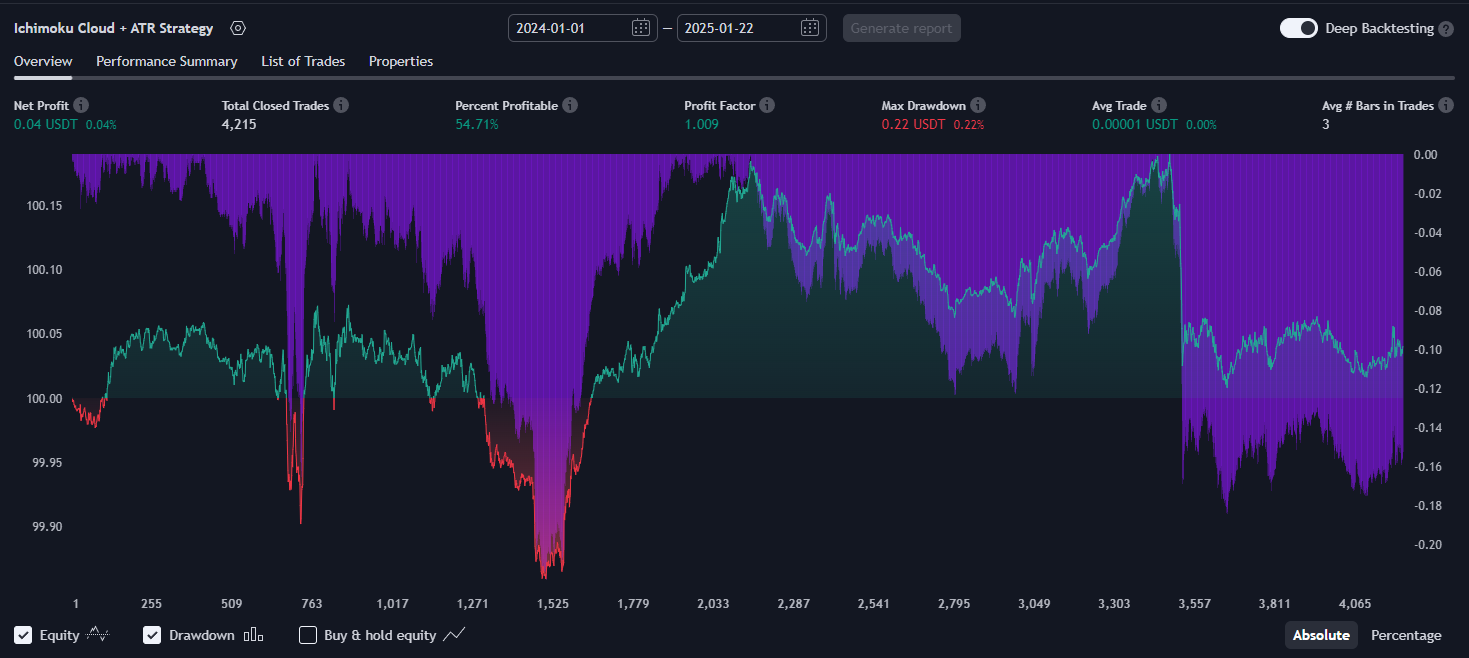 Ichimoku Cloud + ATR Strategy 2024-01-01 — 2025-01-22 Generate report Deep Backtesting ?
Overview Performance Summary List of Trades Properties
Net Profit i Total Closed Trades i Percent Profitable i Profit Factor i Max Drawdown i Avg Trade i Avg # Bars in Trades i
0.04 USDT 0.04% 4,215 54.71% 1.009 0.22 USDT 0.22% 0.00001 USDT 0.00% 3
0.00
-0.02
100.15
-0.04
100.10
-0.06
-0.08
100.05
-0.10
-0.12
100.00
-0.14
99.95
-0.16
-0.18
99.90
-0.20
1 255 509 763 1,017 1,271 1,525 1,779 2,033 2,287 2,541 2,795 3,049 3,303 3,557 3,811 4,065
Equity Drawdown Buy & hold equity Absolute Percentage